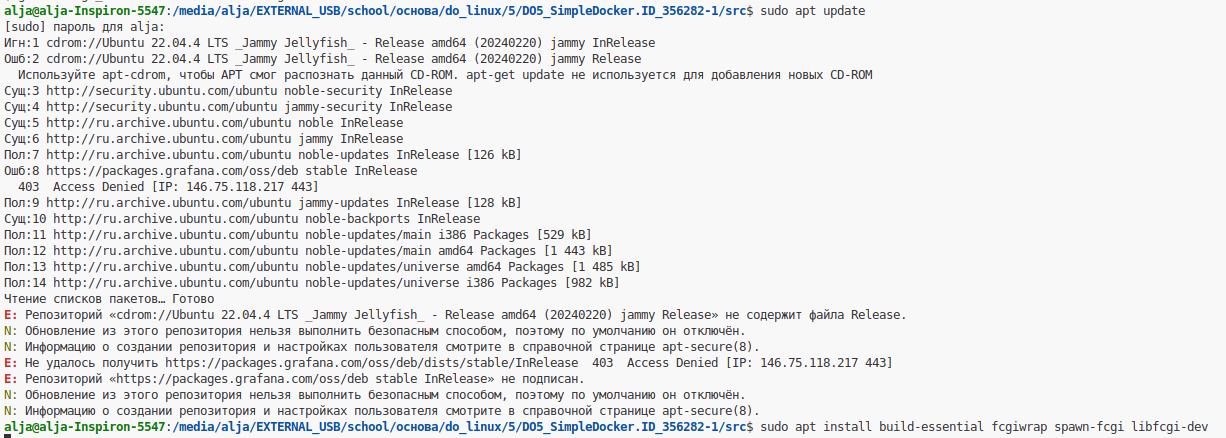 alja@alja-Inspiron-5547:/media/alja/EXTERNAL_USB/school/основа/do_linux/5/DO5_SimpleDocker.ID_356282-1/src$ sudo apt update
[sudo] пароль для alja:
Игн:1 cdrom://Ubuntu 22.04.4 LTS _Jammy Jellyfish_ - Release amd64 (20240220) jammy InRelease
Ошб:2 cdrom://Ubuntu 22.04.4 LTS _Jammy Jellyfish_ - Release amd64 (20240220) jammy Release
  Используйте apt-cdrom, чтобы APT смог распознать данный CD-ROM. apt-get update не используется для добавления новых CD-ROM
Сущ:3 http://security.ubuntu.com/ubuntu noble-security InRelease
Сущ:4 http://security.ubuntu.com/ubuntu jammy-security InRelease
Сущ:5 http://ru.archive.ubuntu.com/ubuntu noble InRelease
Сущ:6 http://ru.archive.ubuntu.com/ubuntu jammy InRelease
Пол:7 http://ru.archive.ubuntu.com/ubuntu noble-updates InRelease [126 kB]
Ошб:8 https://packages.grafana.com/oss/deb stable InRelease
  403  Access Denied [IP: 146.75.118.217 443]
Пол:9 http://ru.archive.ubuntu.com/ubuntu jammy-updates InRelease [128 kB]
Сущ:10 http://ru.archive.ubuntu.com/ubuntu noble-backports InRelease
Пол:11 http://ru.archive.ubuntu.com/ubuntu noble-updates/main i386 Packages [529 kB]
Пол:12 http://ru.archive.ubuntu.com/ubuntu noble-updates/main amd64 Packages [1 443 kB]
Пол:13 http://ru.archive.ubuntu.com/ubuntu noble-updates/universe amd64 Packages [1 485 kB]
Пол:14 http://ru.archive.ubuntu.com/ubuntu noble-updates/universe i386 Packages [982 kB]
Чтение списков пакетов… Готово
E: Репозиторий «cdrom://Ubuntu 22.04.4 LTS _Jammy Jellyfish_ - Release amd64 (20240220) jammy Release» не содержит файла Release.
N: Обновление из этого репозитория нельзя выполнить безопасным способом, поэтому по умолчанию он отключён.
N: Информацию о создании репозитория и настройках пользователя смотрите в справочной странице apt-secure(8).
E: Не удалось получить https://packages.grafana.com/oss/deb/dists/stable/InRelease  403  Access Denied [IP: 146.75.118.217 443]
E: Репозиторий «https://packages.grafana.com/oss/deb stable InRelease» не подписан.
N: Обновление из этого репозитория нельзя выполнить безопасным способом, поэтому по умолчанию он отключён.
N: Информацию о создании репозитория и настройках пользователя смотрите в справочной странице apt-secure(8).
alja@alja-Inspiron-5547:/media/alja/EXTERNAL_USB/school/основа/do_linux/5/DO5_SimpleDocker.ID_356282-1/src$ sudo apt install build-essential fcgiwrap spawn-fcgi libfcgi-dev